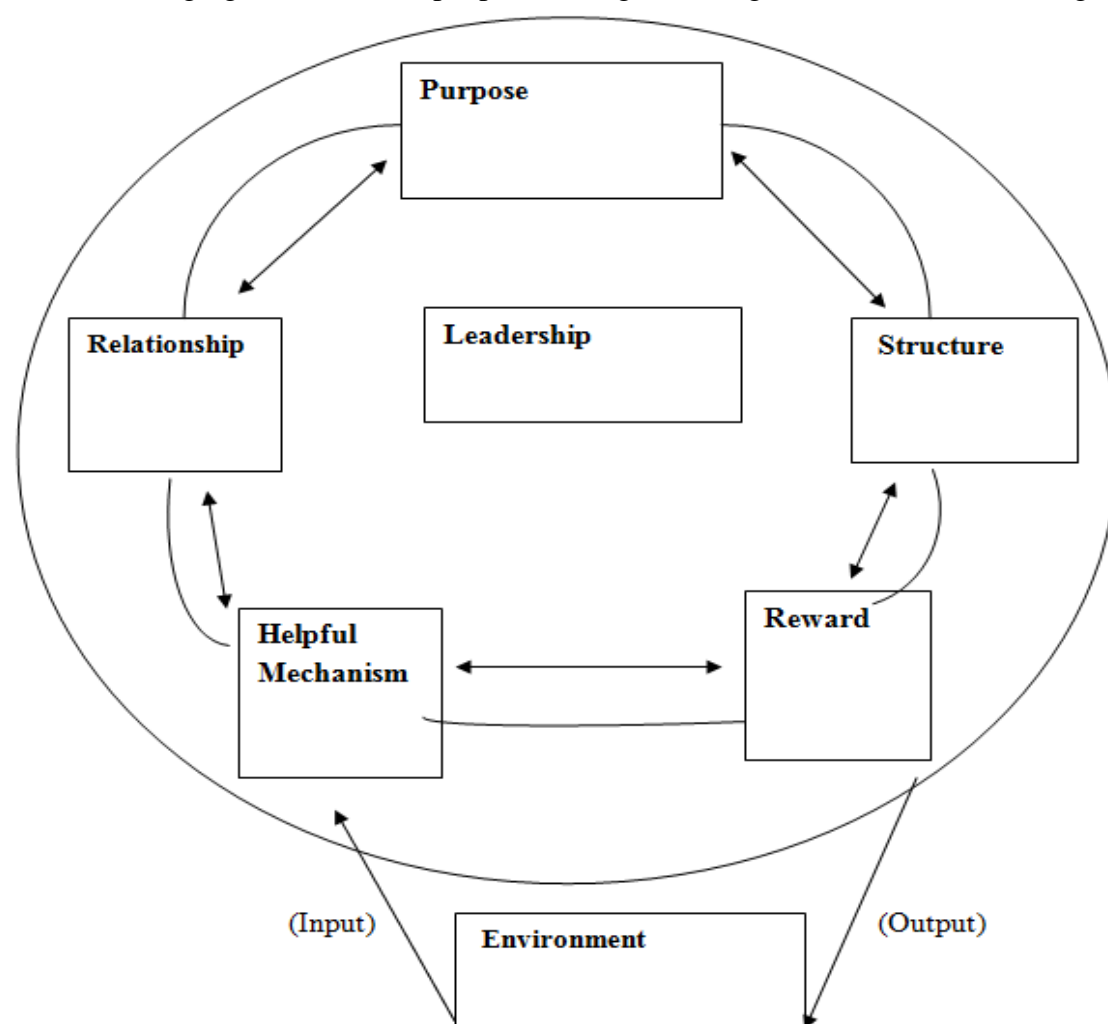 Purpose
Relationship
Leadership
Structure
Helpful
Mechanism
Reward
(Input)
(Output)
Environment